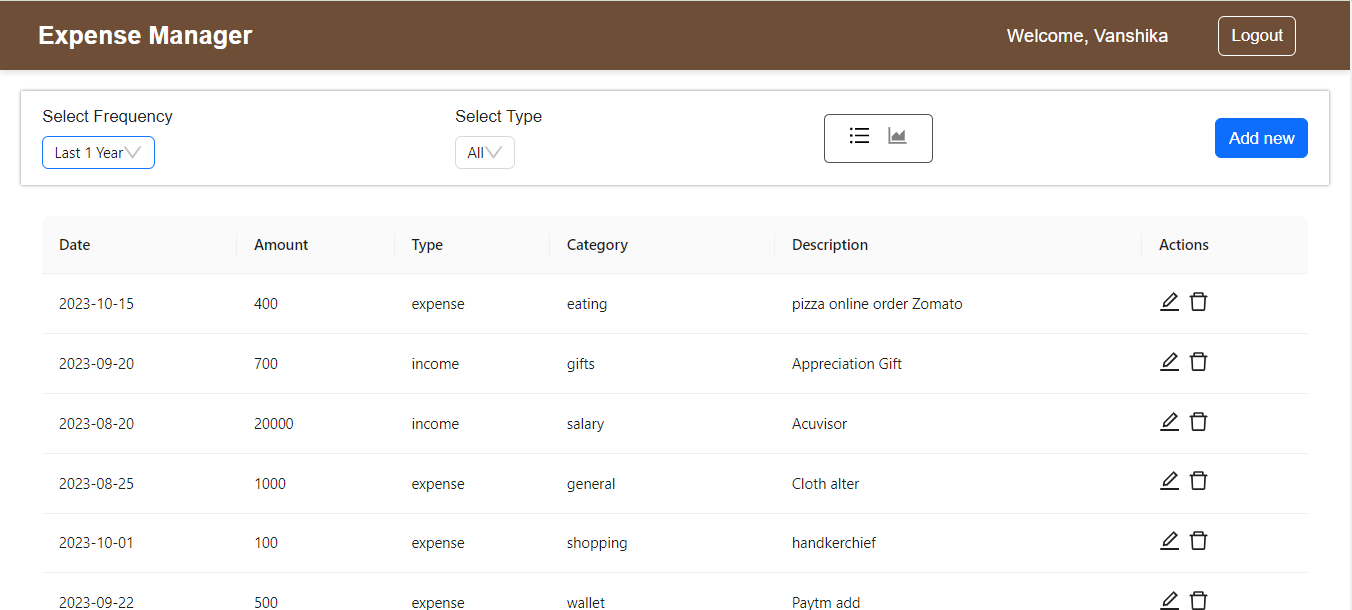 Expense Manager Welcome, Vanshika Logout
Select Frequency Select Type
Last 1 Year All Add new
Date Amount Type Category Description Actions
2023-10-15 400 expense eating pizza online order Zomato
2023-09-20 700 income gifts Appreciation Gift
2023-08-20 20000 income salary Acuvisor
2023-08-25 1000 expense general Cloth alter
2023-10-01 100 expense shopping handkerchief
2023-09-22 500 expense wallet Paytm add